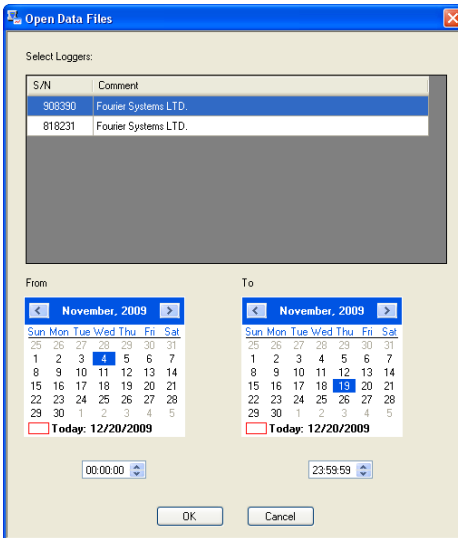 Open Data Files
Select Loggers:
S/N Comment
908390 Fourier Systems LTD.
818231 Fourier Systems LTD.
From
November, 2009
Sun Mon Tue Wed Thu Fri Sat
25 26 27 28 29 30 31
1 2 3 4 5 6 7
8 9 10 11 12 13 14
15 16 17 18 19 20 21
22 23 24 25 26 27 28
29 30 1 2 3 4 5
Today: 12/20/2009
00:00:00
To
November, 2009
Sun Mon Tue Wed Thu Fri Sat
25 26 27 28 29 30 31
1 2 3 4 5 6 7
8 9 10 11 12 13 14
15 16 17 18 19 20 21
22 23 24 25 26 27 28
29 30 1 2 3 4 5
Today: 12/20/2009
23:59:59
OK Cancel